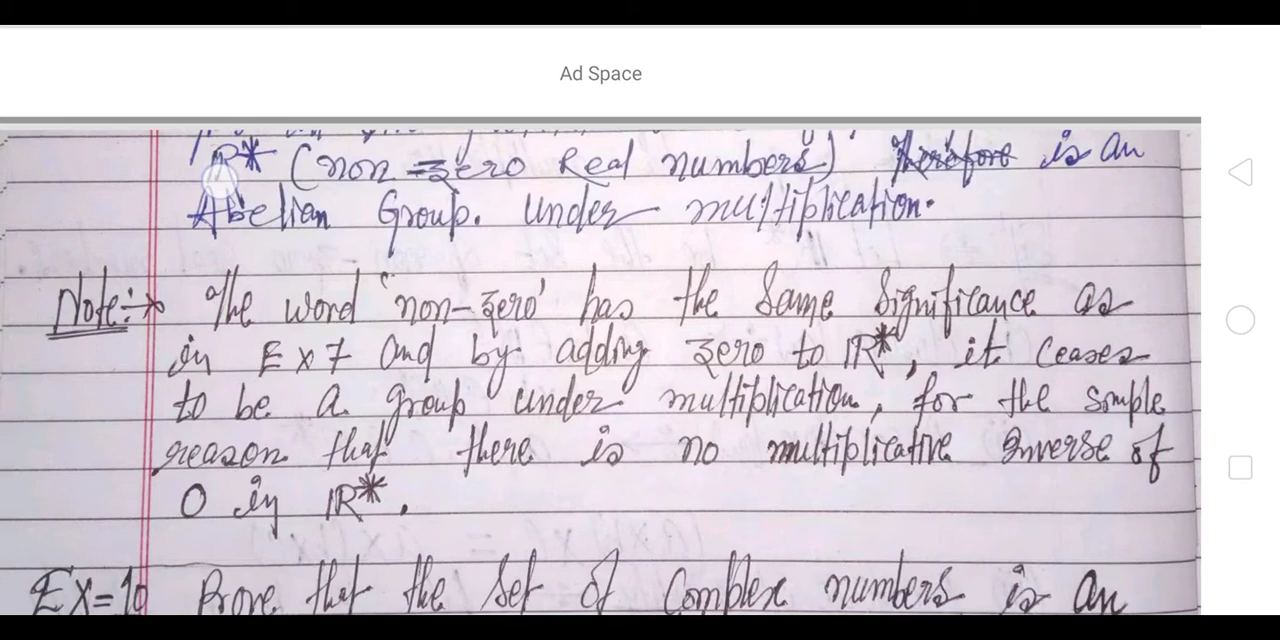 Ad Space
R* (non-zero Real numbers) Therefore is an
Abelian Group. Under multiplication.
Note:→ The word 'non-zero' has the same significance as
in Ex 7 and by adding zero to R*, it ceases
to be a group under multiplication, for the simple
reason that there is no multiplicative inverse of
0 in R*.
Ex=10 Prove that the set of Complex numbers is an